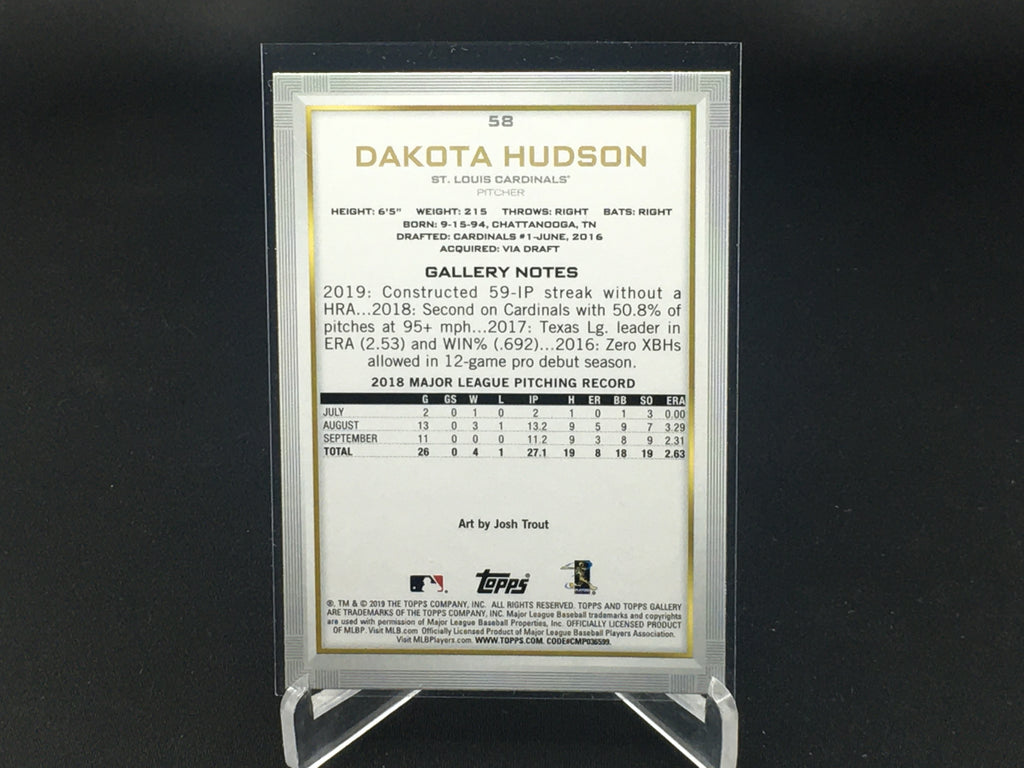 58
DAKOTA HUDSON
ST. LOUIS CARDINALS®
PITCHER
HEIGHT: 6'5" WEIGHT: 215 THROWS: RIGHT BATS: RIGHT
BORN: 9-15-94, CHATTANOOGA, TN
DRAFTED: CARDINALS #1-JUNE, 2016
ACQUIRED: VIA DRAFT
GALLERY NOTES
2019: Constructed 59-IP streak without a
HRA...2018: Second on Cardinals with 50.8% of
pitches at 95+ mph...2017: Texas Lg. leader in
ERA (2.53) and WIN% (.692)...2016: Zero XBHs
allowed in 12-game pro debut season.
2018 MAJOR LEAGUE PITCHING RECORD
G GS W L IP H ER BB SO ERA
JULY 2 0 1 0 2 1 0 1 3 0.00
AUGUST 13 0 3 1 13.2 9 5 9 7 3.29
SEPTEMBER 11 0 0 0 11.2 9 3 8 9 2.31
TOTAL 26 0 4 1 27.1 19 8 18 19 2.63
Art by Josh Trout
TOPPS
®, TM & © 2019 THE TOPPS COMPANY, INC. ALL RIGHTS RESERVED. TOPPS AND TOPPS GALLERY
ARE TRADEMARKS OF THE TOPPS COMPANY, INC. Major League Baseball trademarks and copyrights
are used with permission of Major League Baseball Properties, Inc. OFFICIALLY LICENSED PRODUCT
OF MLBP. Visit MLB.com Officially Licensed Product of Major League Baseball Players Association.
Visit MLBPlayers.com. WWW.TOPPS.COM. CODE#CMP036599.